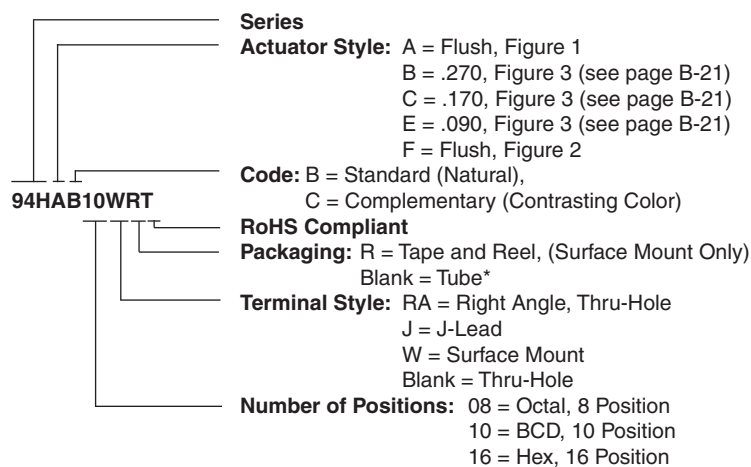 Series
Actuator Style: A = Flush, Figure 1
B = .270, Figure 3 (see page B-21)
C = .170, Figure 3 (see page B-21)
E = .090, Figure 3 (see page B-21)
F = Flush, Figure 2
Code: B = Standard (Natural),
C = Complementary (Contrasting Color)
94HAB10WRT
RoHS Compliant
Packaging: R = Tape and Reel, (Surface Mount Only)
Blank = Tube*
Terminal Style: RA = Right Angle, Thru-Hole
J = J-Lead
W = Surface Mount
Blank = Thru-Hole
Number of Positions: 08 = Octal, 8 Position
10 = BCD, 10 Position
16 = Hex, 16 Position